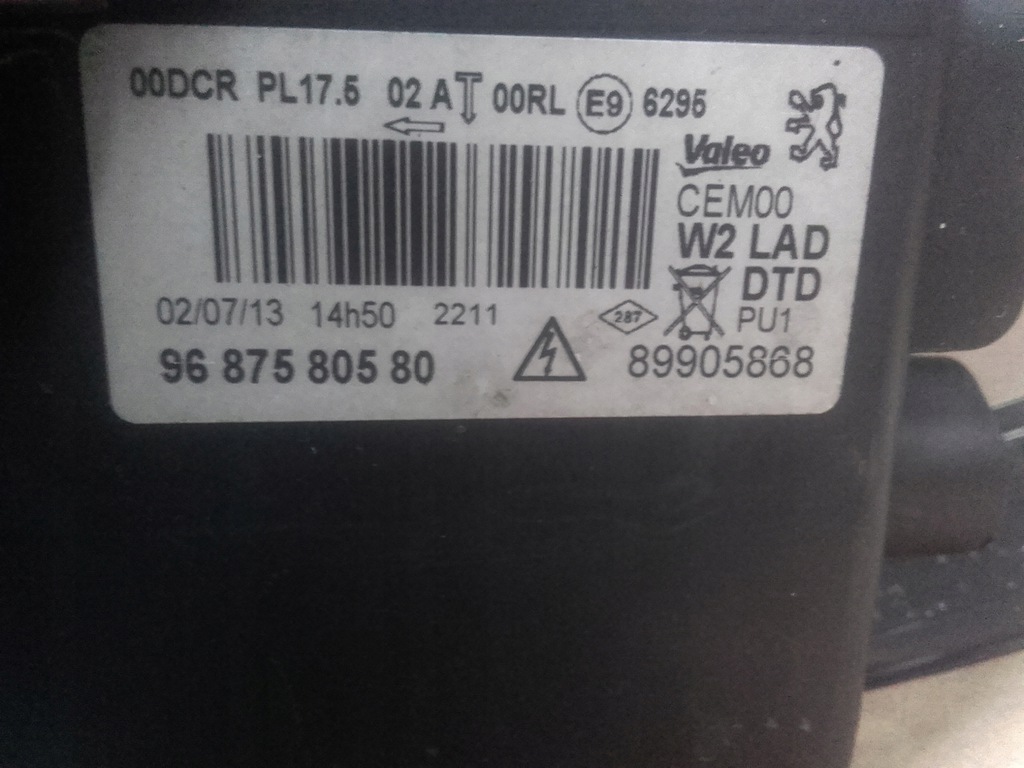 00DCR PL17.5 02 A 00RL E9 6295
Valeo
CEM00
W2 LAD
DTD
PU1
02/07/13 14h50 2211
287
96 875 805 80
89905868